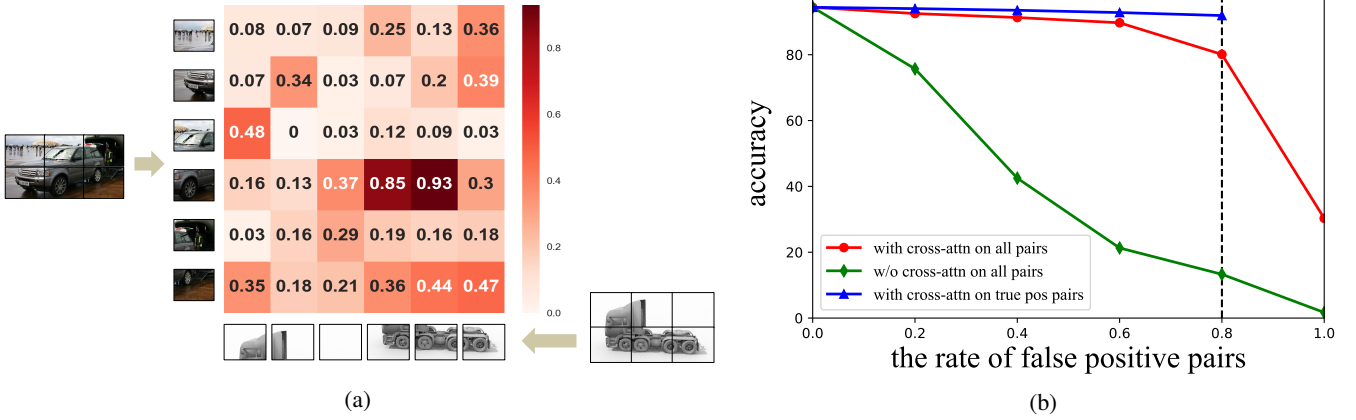 0.08 0.07 0.09 0.25 0.13 0.36
0.07 0.34 0.03 0.07 0.2 0.39
0.48 0 0.03 0.12 0.09 0.03
0.16 0.13 0.37 0.85 0.93 0.3
0.03 0.16 0.29 0.19 0.16 0.18
0.35 0.18 0.21 0.36 0.44 0.47
0.8
0.6
0.4
0.2
0.0
(a)
accuracy
80
60
40
20
0
with cross-attn on all pairs
w/o cross-attn on all pairs
with cross-attn on true pos pairs
0.0 0.2 0.4 0.6 0.8 1.0
the rate of false positive pairs
(b)